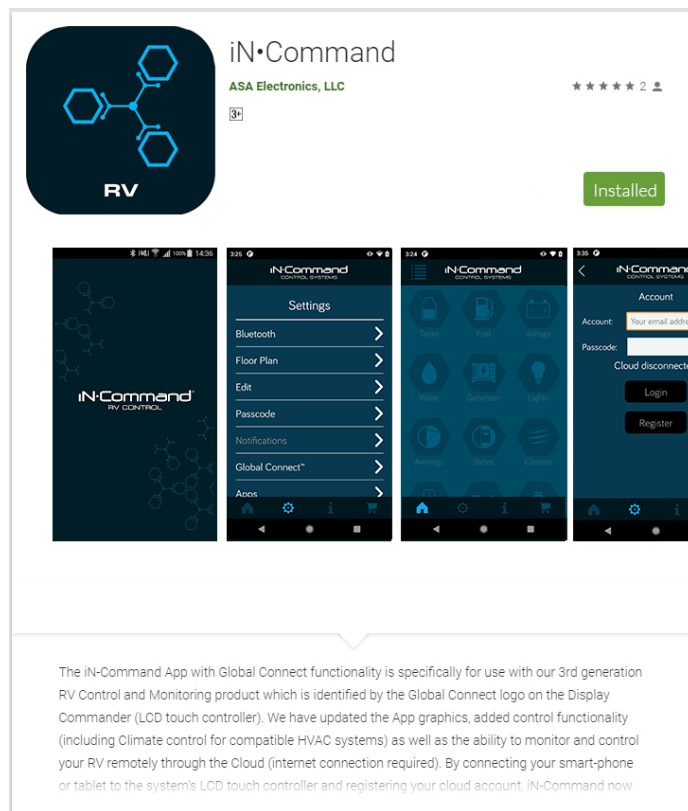 iN•Command
ASA Electronics, LLC
2
3+
RV
Installed
100% 14:36
iN·Command
RV CONTROL
3:25
iN·Command
CONTROL SYSTEMS
Settings
Bluetooth
Floor Plan
Edit
Passcode
Notifications
Global Connect™
Apps
3:24
iN·Command
CONTROL SYSTEMS
Tanks Fuel Voltage
Water Generator Lights
Awnings Slides Climate
3:35
iN·Command
CONTROL SYSTEMS
Account
Account: Your email addre
Passcode:
Cloud disconnecte
Login
Register
The iN-Command App with Global Connect functionality is specifically for use with our 3rd generation
RV Control and Monitoring product which is identified by the Global Connect logo on the Display
Commander (LCD touch controller). We have updated the App graphics, added control functionality
(including Climate control for compatible HVAC systems) as well as the ability to monitor and control
your RV remotely through the Cloud (internet connection required). By connecting your smart-phone
or tablet to the system's LCD touch controller and registering your cloud account, iN-Command now